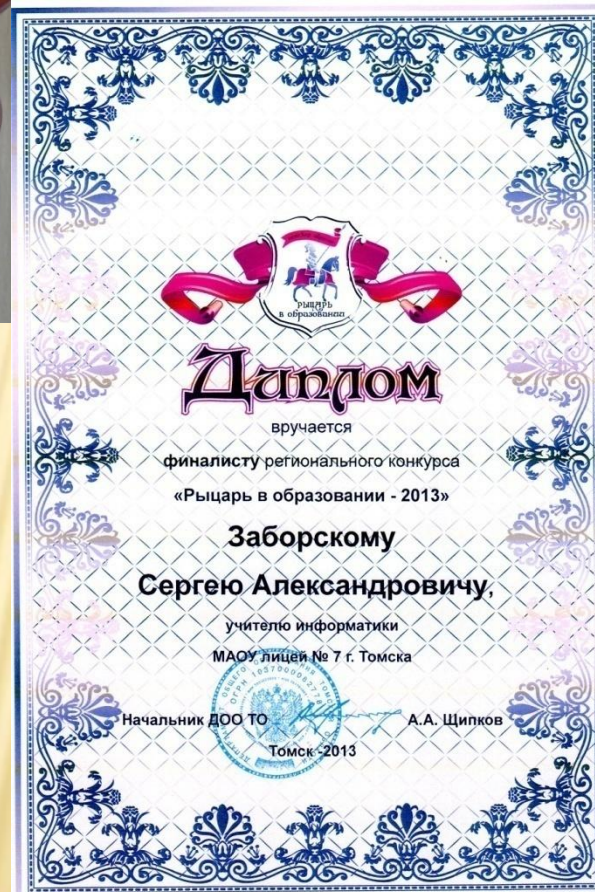 РЫЦАРЬ
в образовании
Диплом
вручается
финалисту регионального конкурса
«Рыцарь в образовании - 2013»
Заборскому
Сергею Александровичу,
учителю информатики
МАОУ лицей № 7 г. Томска
Начальник ДОО ТО А.А. Щипков
Томск -2013